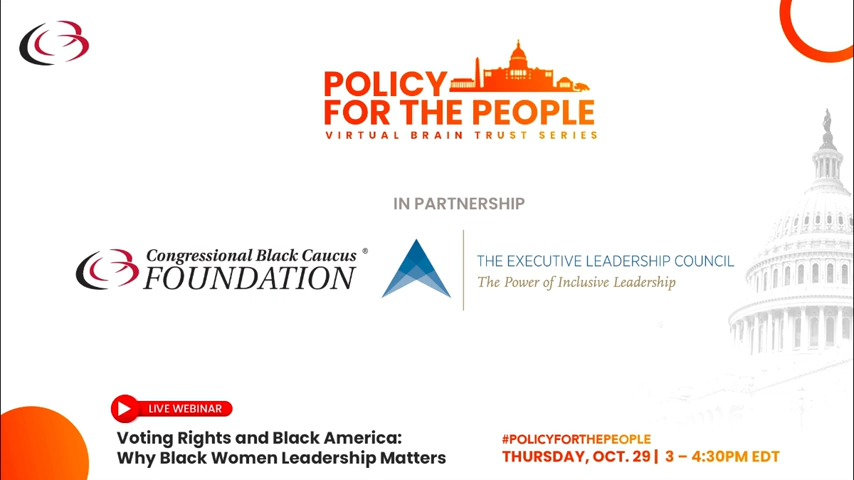 POLICY
FOR THE PEOPLE
VIRTUAL BRAIN TRUST SERIES
IN PARTNERSHIP
Congressional Black Caucus ®
FOUNDATION
THE EXECUTIVE LEADERSHIP COUNCIL
The Power of Inclusive Leadership
LIVE WEBINAR
Voting Rights and Black America:
Why Black Women Leadership Matters
#POLICYFORTHEPEOPLE
THURSDAY, OCT. 29 | 3 – 4:30PM EDT